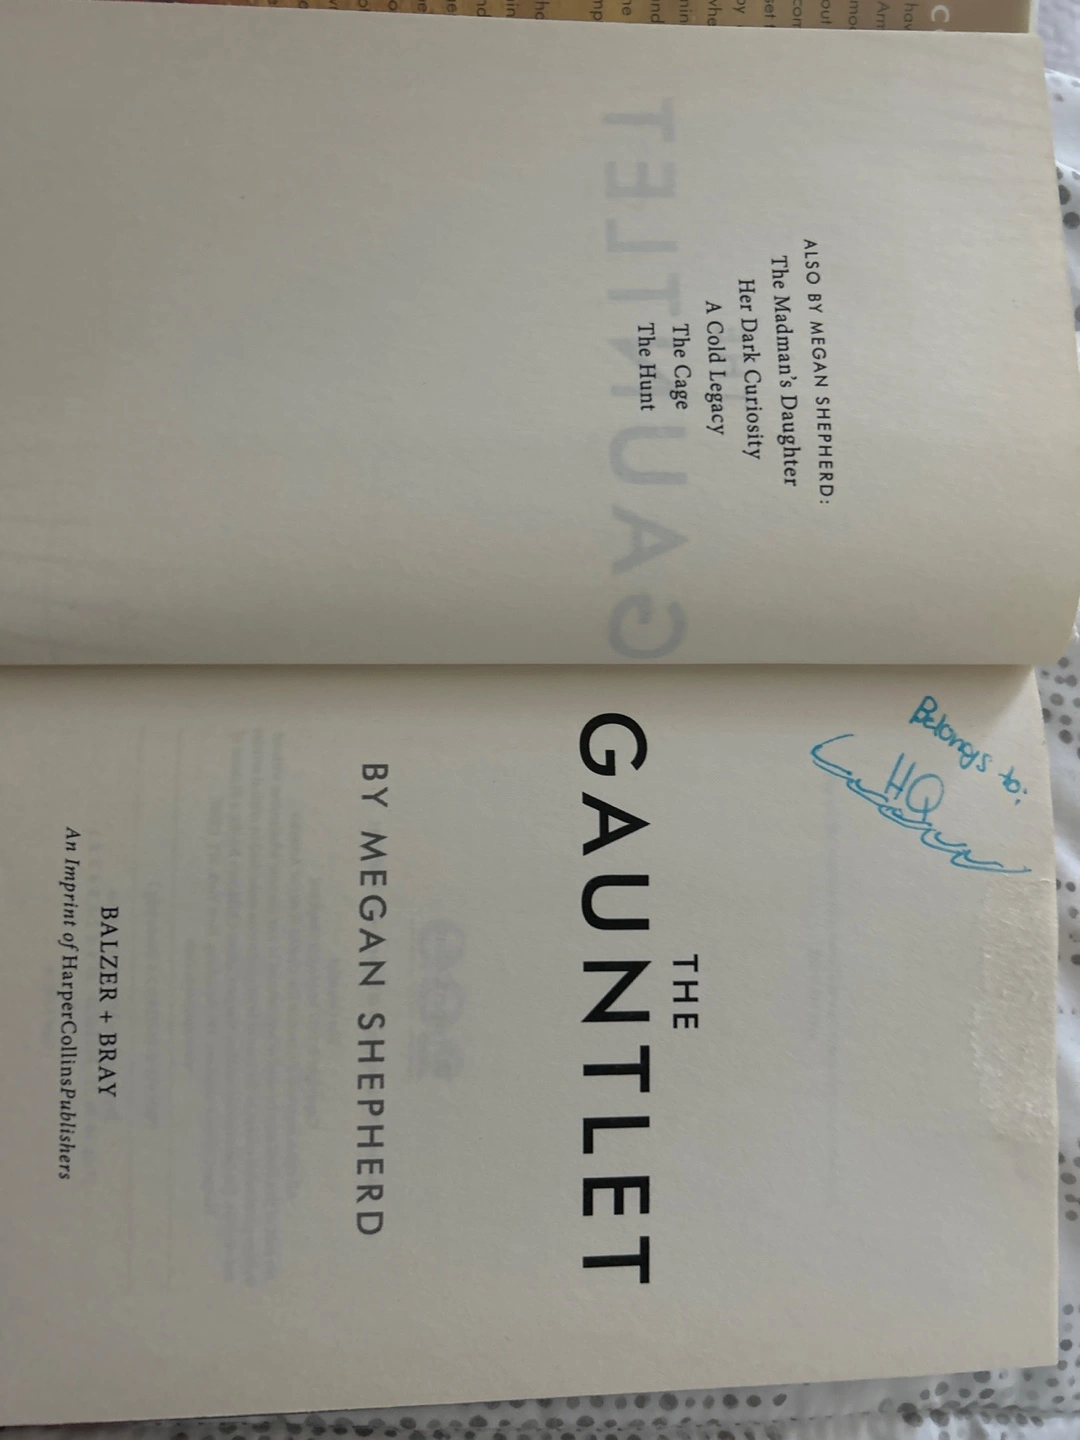 ALSO BY MEGAN SHEPHERD:
The Madman's Daughter
Her Dark Curiosity
A Cold Legacy
The Cage
The Hunt
Belongs to:
HQ
THE
GAUNTLET
BY MEGAN SHEPHERD
BALZER + BRAY
An Imprint of HarperCollinsPublishers